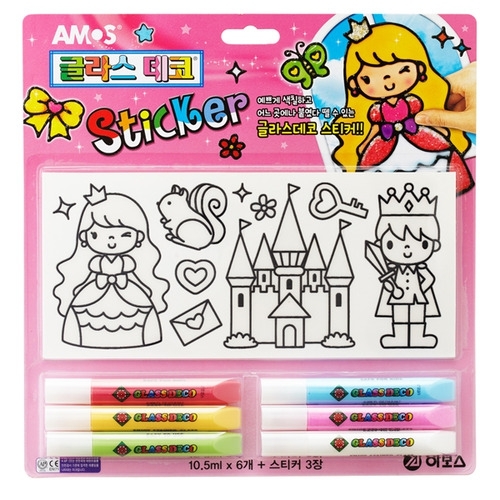 AMOS
글라스 데코
Sticker
예쁘게 색칠하고
어느 곳에나 붙였다 뗄 수 있는
글라스데코 스티커!!
GLASS DECO
GLASS DECO
GLASS DECO
GLASS DECO
GLASS DECO
GLASS DECO
10.5ml x 6개 + 스티커 3장
아모스